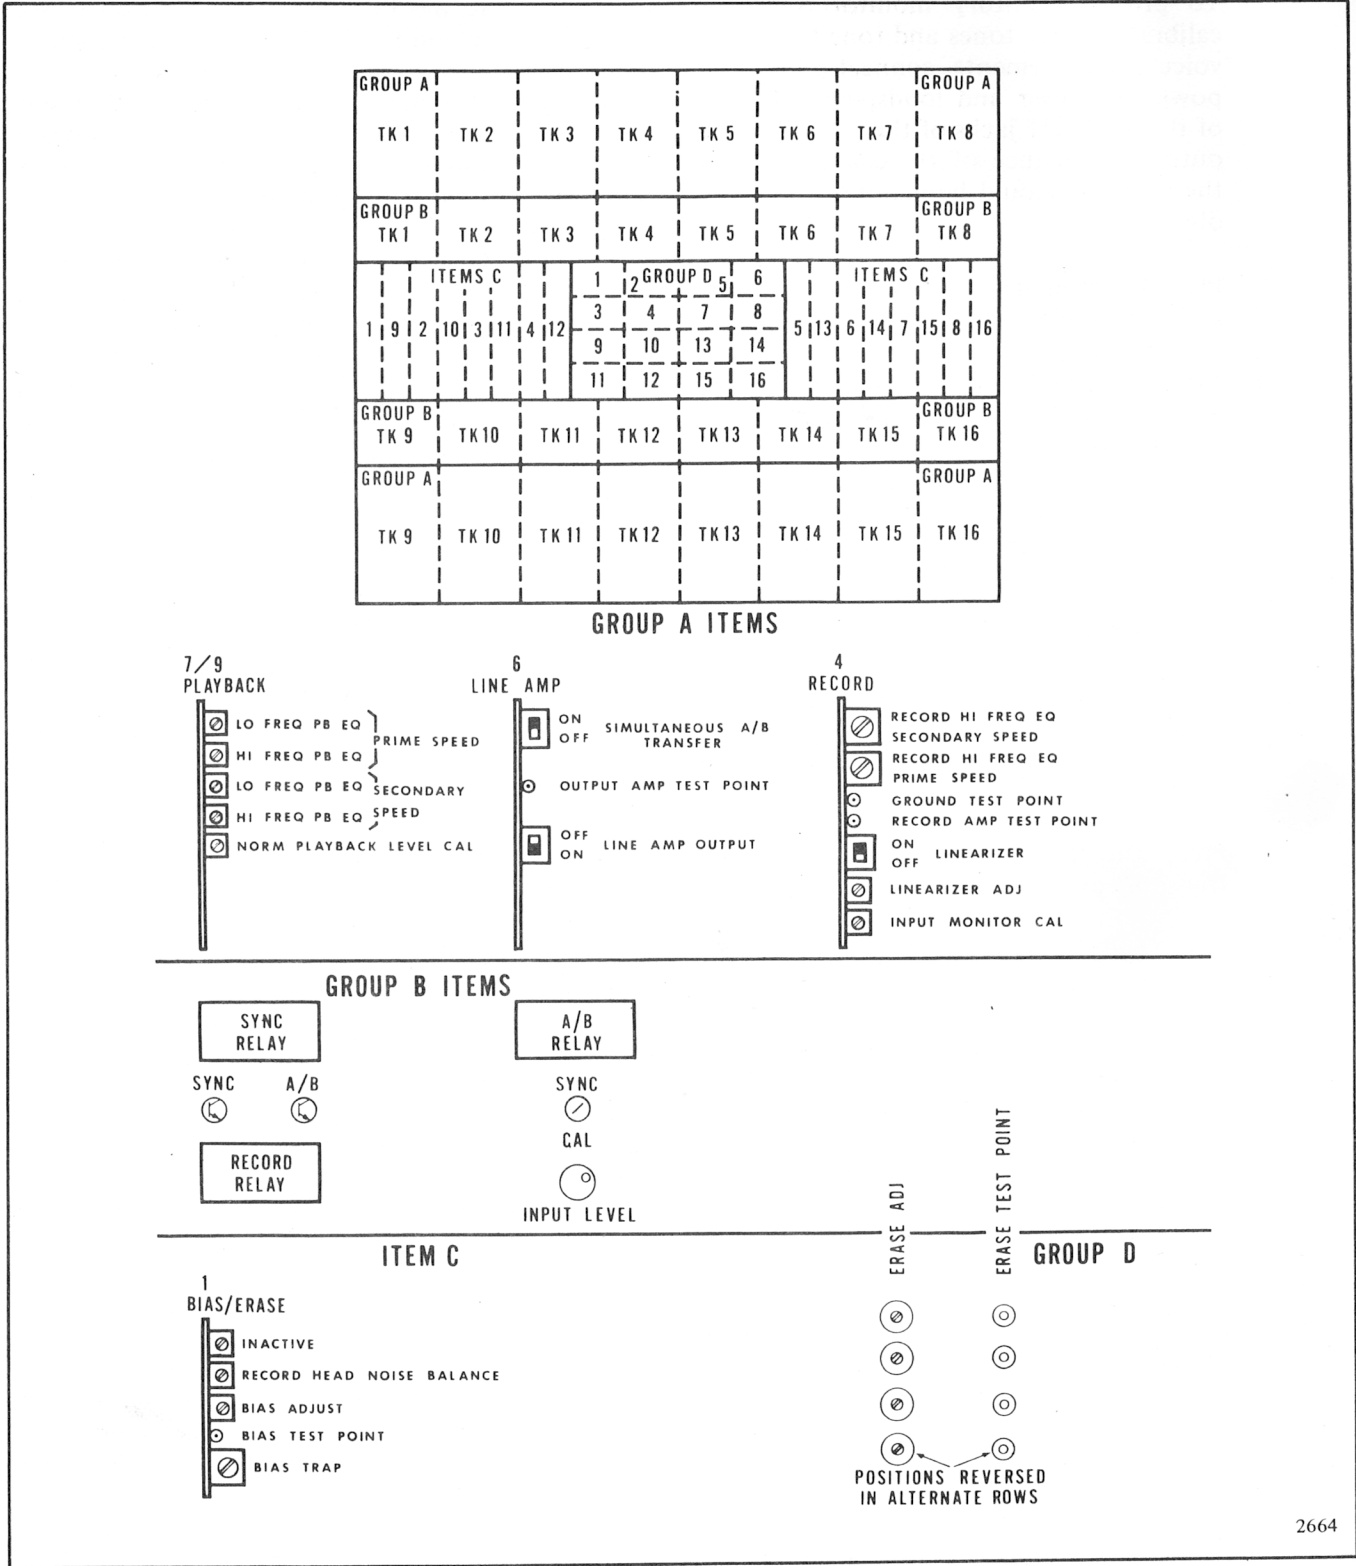 GROUP A GROUP A
TK 1 TK 2 TK 3 TK 4 TK 5 TK 6 TK 7 TK 8
GROUP B GROUP B
TK 1 TK 2 TK 3 TK 4 TK 5 TK 6 TK 7 TK 8
ITEMS C 1 2 GROUP D 5 6 ITEMS C
3 4 7 8
1 9 2 10 3 11 4 12 5 13 6 14 7 15 8 16
9 10 13 14
11 12 15 16
GROUP B GROUP B
TK 9 TK 10 TK 11 TK 12 TK 13 TK 14 TK 15 TK 16
GROUP A GROUP A
TK 9 TK 10 TK 11 TK 12 TK 13 TK 14 TK 15 TK 16
GROUP A ITEMS
7/9
PLAYBACK
LO FREQ PB EQ
HI FREQ PB EQ
PRIME SPEED
LO FREQ PB EQ
HI FREQ PB EQ
SECONDARY
SPEED
NORM PLAYBACK LEVEL CAL
6
LINE AMP
ON
OFF
SIMULTANEOUS A/B
TRANSFER
OUTPUT AMP TEST POINT
OFF
ON
LINE AMP OUTPUT
4
RECORD
RECORD HI FREQ EQ
SECONDARY SPEED
RECORD HI FREQ EQ
PRIME SPEED
GROUND TEST POINT
RECORD AMP TEST POINT
ON
OFF
LINEARIZER
LINEARIZER ADJ
INPUT MONITOR CAL
GROUP B ITEMS
SYNC
RELAY
SYNC A/B
RECORD
RELAY
A/B
RELAY
SYNC
CAL
INPUT LEVEL
ITEM C
1
BIAS/ERASE
INACTIVE
RECORD HEAD NOISE BALANCE
BIAS ADJUST
BIAS TEST POINT
BIAS TRAP
ERASE ADJ
ERASE TEST POINT
GROUP D
POSITIONS REVERSED
IN ALTERNATE ROWS
2664